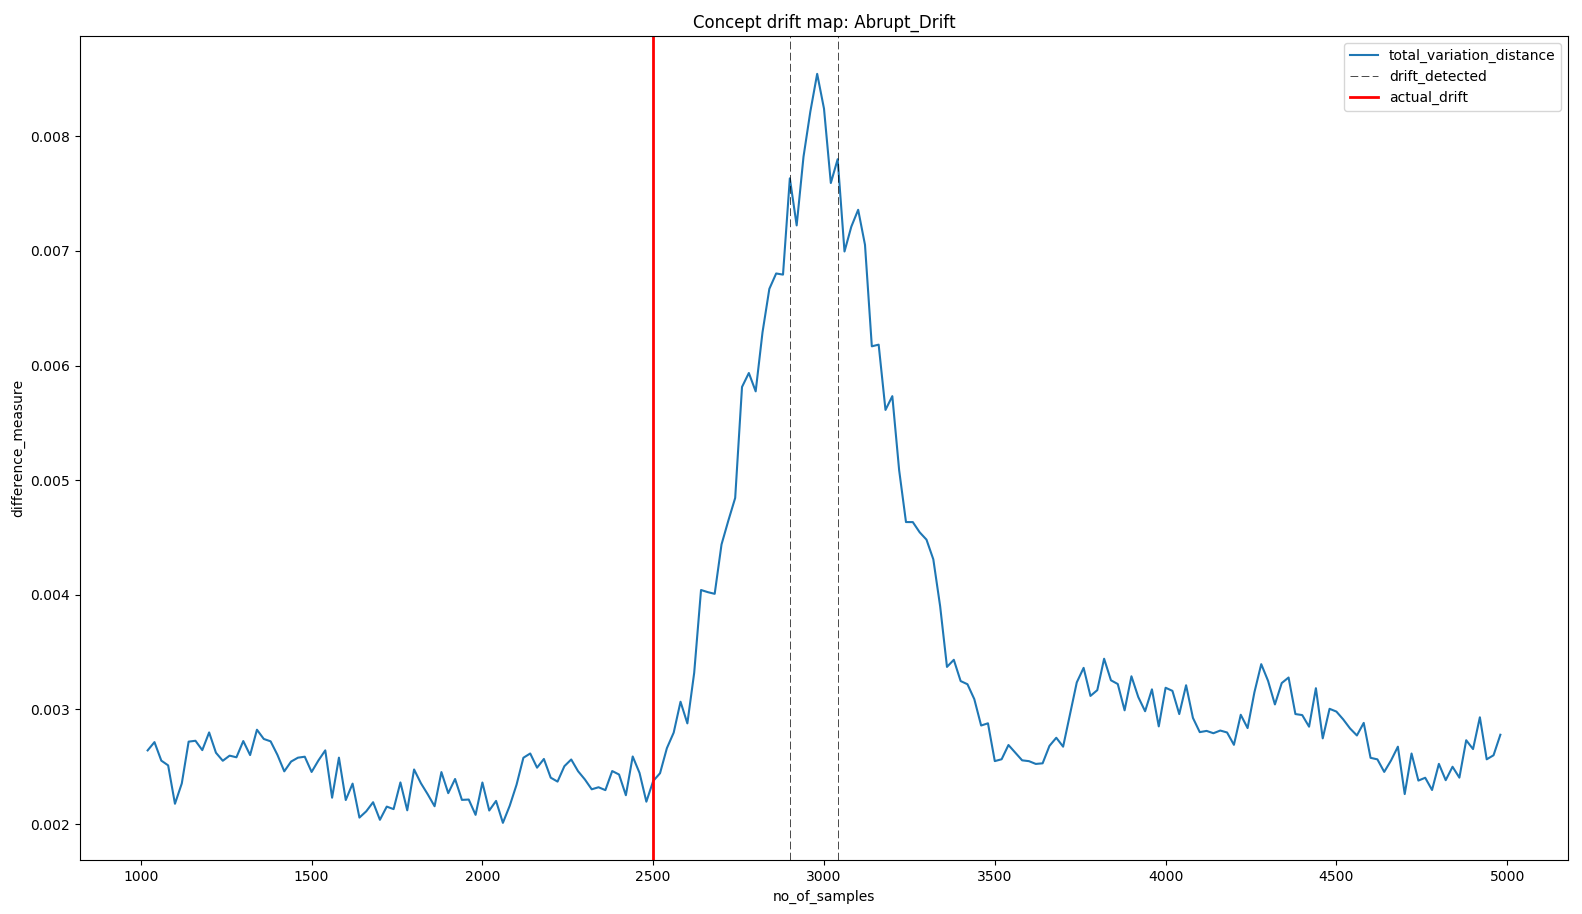 Concept drift map: Abrupt_Drift
total_variation_distance
drift_detected
actual_drift
difference_measure
0.008
0.007
0.006
0.005
0.004
0.003
0.002
1000 1500 2000 2500 3000 3500 4000 4500 5000
no_of_samples